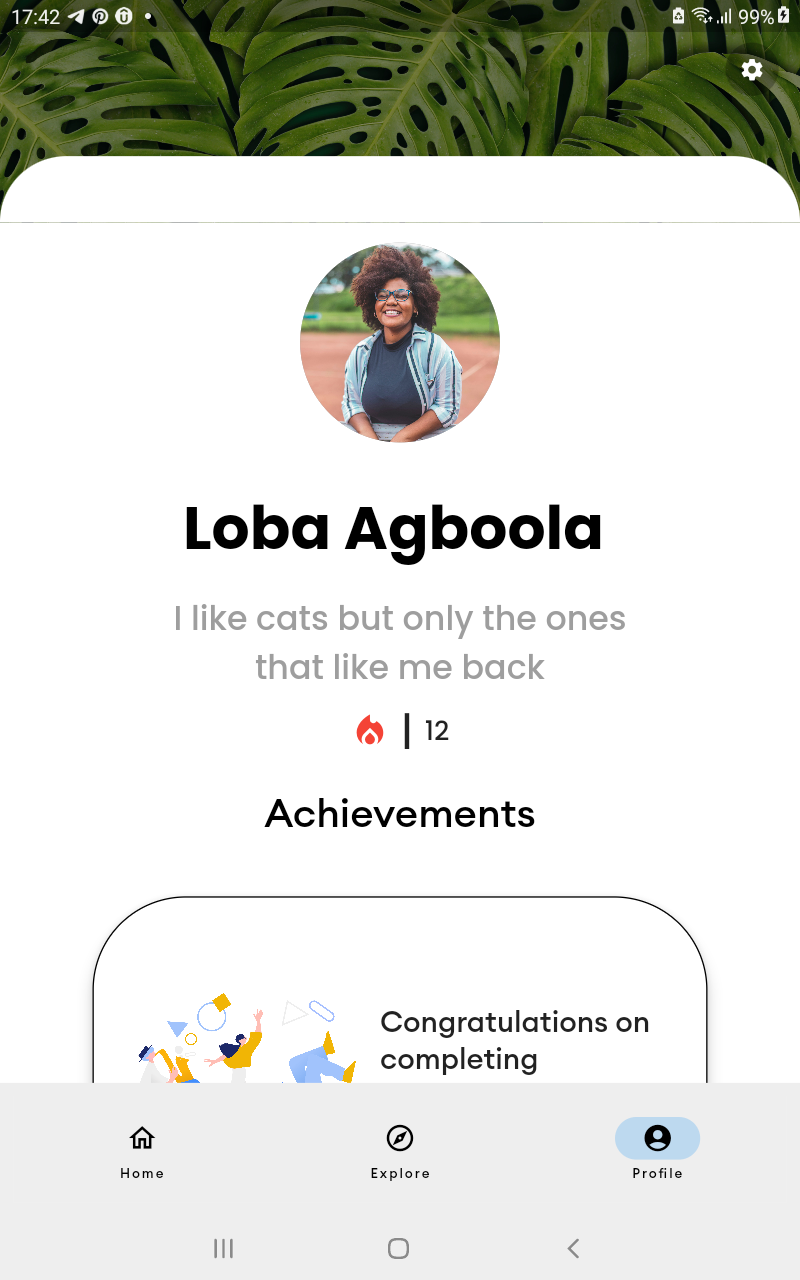 17:42 99%
Loba Agboola
I like cats but only the ones
that like me back
12
Achievements
Congratulations on
completing
Home Explore Profile